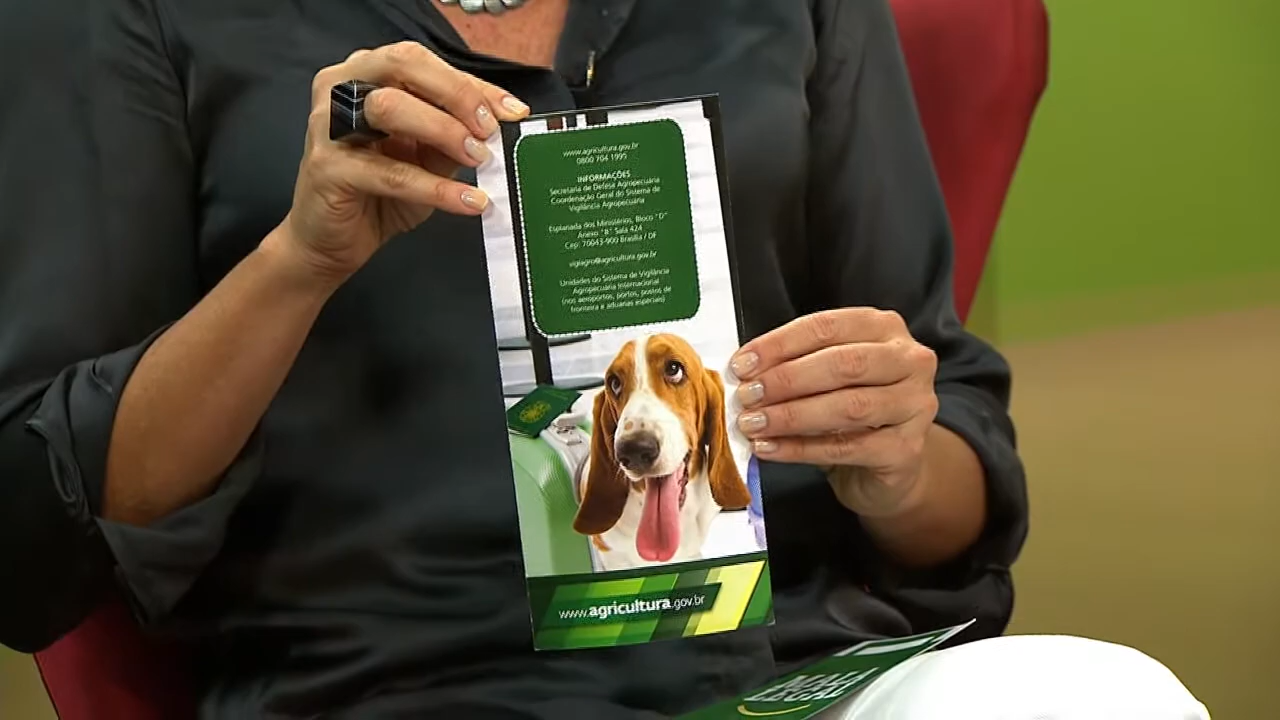 www.agricultura.gov.br
0800 704 1995
INFORMAÇÕES
Secretaria de Defesa Agropecuária
Coordenação Geral do Sistema de
Vigilância Agropecuária
Esplanada dos Ministérios, Bloco "D"
Anexo "B" Sala 424
Cep: 70043-900 Brasília / DF
vigiagro@agricultura.gov.br
Unidades do Sistema de Vigilância
Agropecuária Internacional
(nos aeroportos, portos, postos de
fronteira e aduanas especiais)
www.agricultura.gov.br
MALA
LEGAL